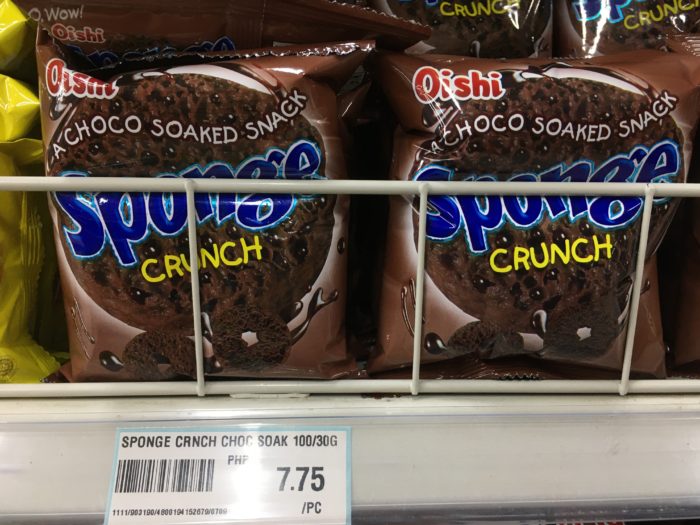 O, Wow!
Oishi
Sponge
CRUNCH
CRUNCH
Oishi
A CHOCO SOAKED SNACK
Sponge
CRUNCH
Oishi
A CHOCO SOAKED SNACK
Sponge
CRUNCH
SPONGE CRNCH CHOC SOAK 100/30G
PHP
7.75
/PC